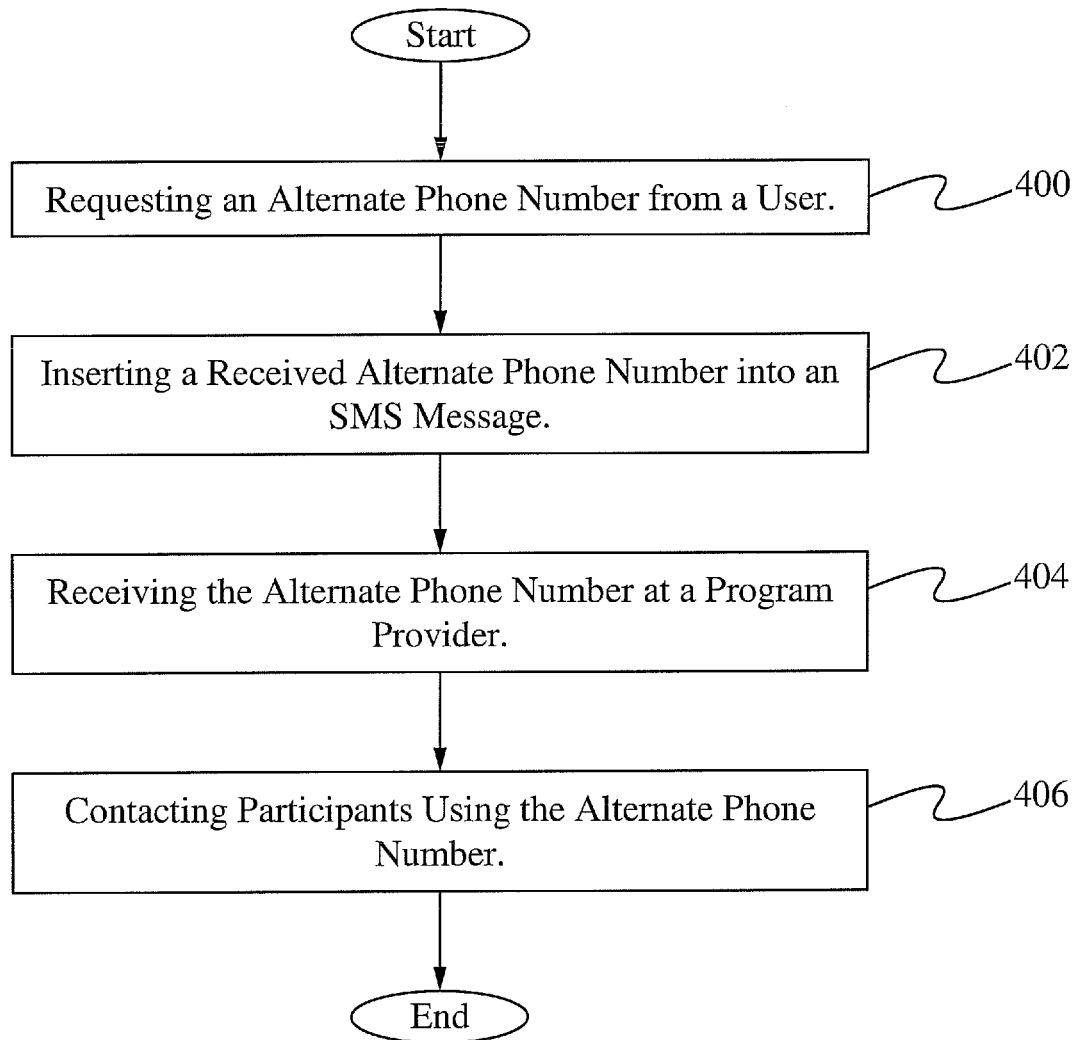 Start
Requesting an Alternate Phone Number from a User.
400
Inserting a Received Alternate Phone Number into an
SMS Message.
402
Receiving the Alternate Phone Number at a Program
Provider.
404
Contacting Participants Using the Alternate Phone
Number.
406
End